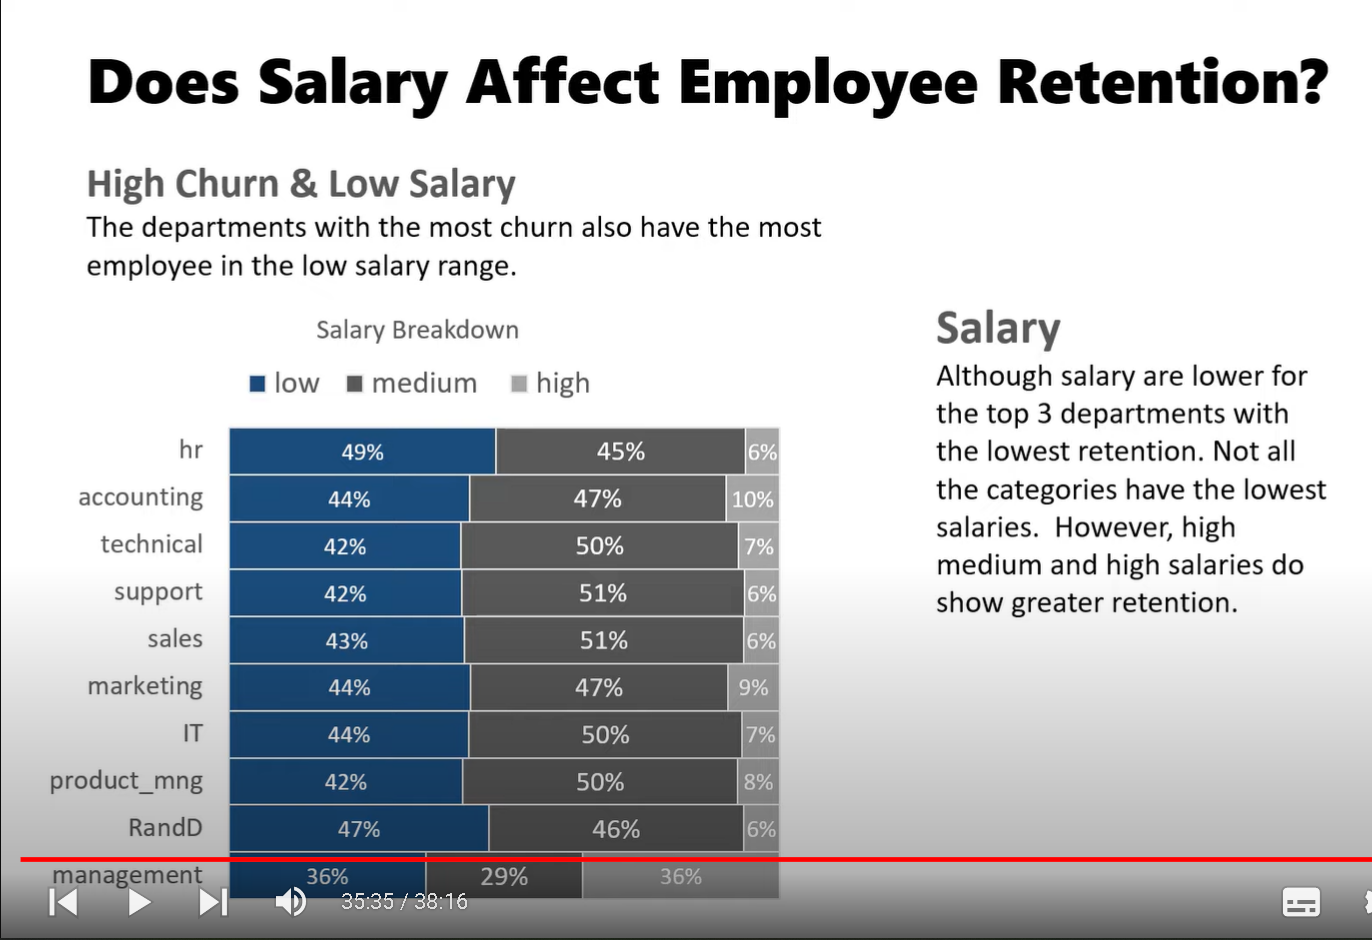 Does Salary Affect Employee Retention?
High Churn & Low Salary
The departments with the most churn also have the most
employee in the low salary range.
Salary Breakdown
low medium high
hr 49% 45% 6%
accounting 44% 47% 10%
technical 42% 50% 7%
support 42% 51% 6%
sales 43% 51% 6%
marketing 44% 47% 9%
IT 44% 50% 7%
product_mng 42% 50% 8%
RandD 47% 46% 6%
management 36% 29% 36%
Salary
Although salary are lower for
the top 3 departments with
the lowest retention. Not all
the categories have the lowest
salaries. However, high
medium and high salaries do
show greater retention.
35:35 / 38:16